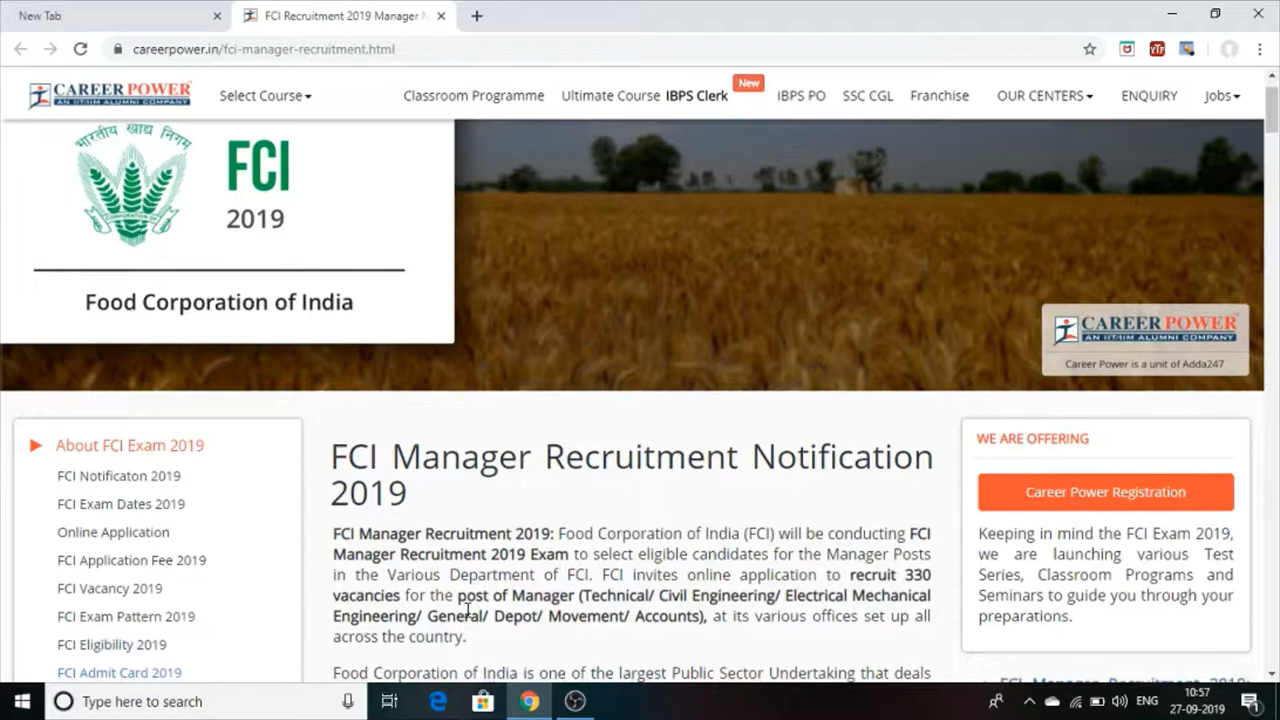 New Tab
FCI Recruitment 2019 Manager
careerpower.in/fci-manager-recruitment.html
CAREER POWER
AN IIT/IIM ALUMNI COMPANY
Select Course
Classroom Programme
Ultimate Course
IBPS Clerk
New
IBPS PO
SSC CGL
Franchise
OUR CENTERS
ENQUIRY
Jobs
भारतीय खाद्य निगम
FCI
2019
Food Corporation of India
CAREER POWER
AN IIT/IIM ALUMNI COMPANY
Career Power is a unit of Adda247
About FCI Exam 2019
FCI Notificaton 2019
FCI Exam Dates 2019
Online Application
FCI Application Fee 2019
FCI Vacancy 2019
FCI Exam Pattern 2019
FCI Eligibility 2019
FCI Admit Card 2019
FCI Manager Recruitment Notification
2019
FCI Manager Recruitment 2019: Food Corporation of India (FCI) will be conducting FCI
Manager Recruitment 2019 Exam to select eligible candidates for the Manager Posts
in the Various Department of FCI. FCI invites online application to recruit 330
vacancies for the post of Manager (Technical/ Civil Engineering/ Electrical Mechanical
Engineering/ General/ Depot/ Movement/ Accounts), at its various offices set up all
across the country.
Food Corporation of India is one of the largest Public Sector Undertaking that deals
WE ARE OFFERING
Career Power Registration
Keeping in mind the FCI Exam 2019,
we are launching various Test
Series, Classroom Programs and
Seminars to guide you through your
preparations.
Type here to search
ENG
10:57
27-09-2019